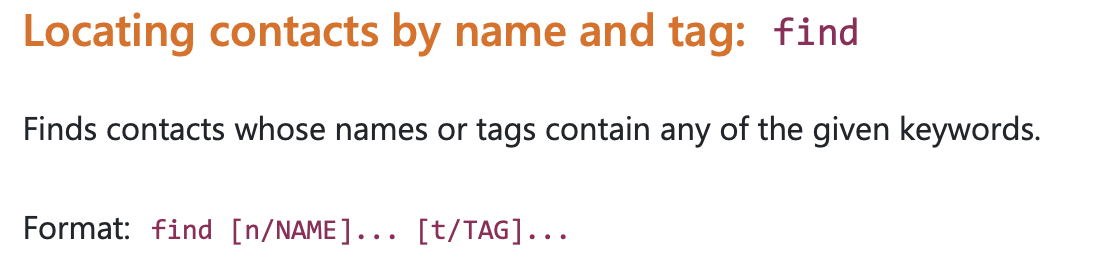 Locating contacts by name and tag: find
Finds contacts whose names or tags contain any of the given keywords.
Format: find [n/NAME]... [t/TAG]...